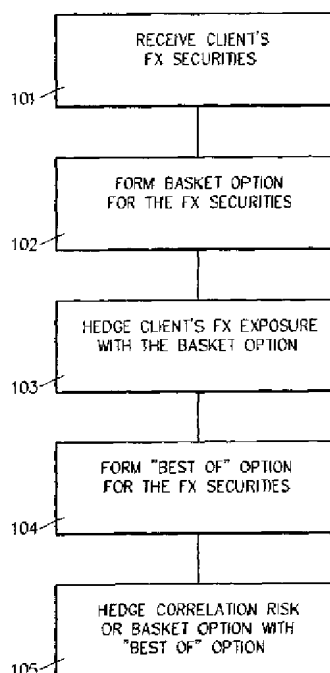 RECEIVE CLIENT'S
FX SECURITIES
101
FORM BASKET OPTION
FOR THE FX SECURITIES
102
HEDGE CLIENT'S FX EXPOSURE
WITH THE BASKET OPTION
103
FORM "BEST OF" OPTION
FOR THE FX SECURITIES
104
HEDGE CORRELATION RISK
OR BASKET OPTION WITH
"BEST OF" OPTION
105